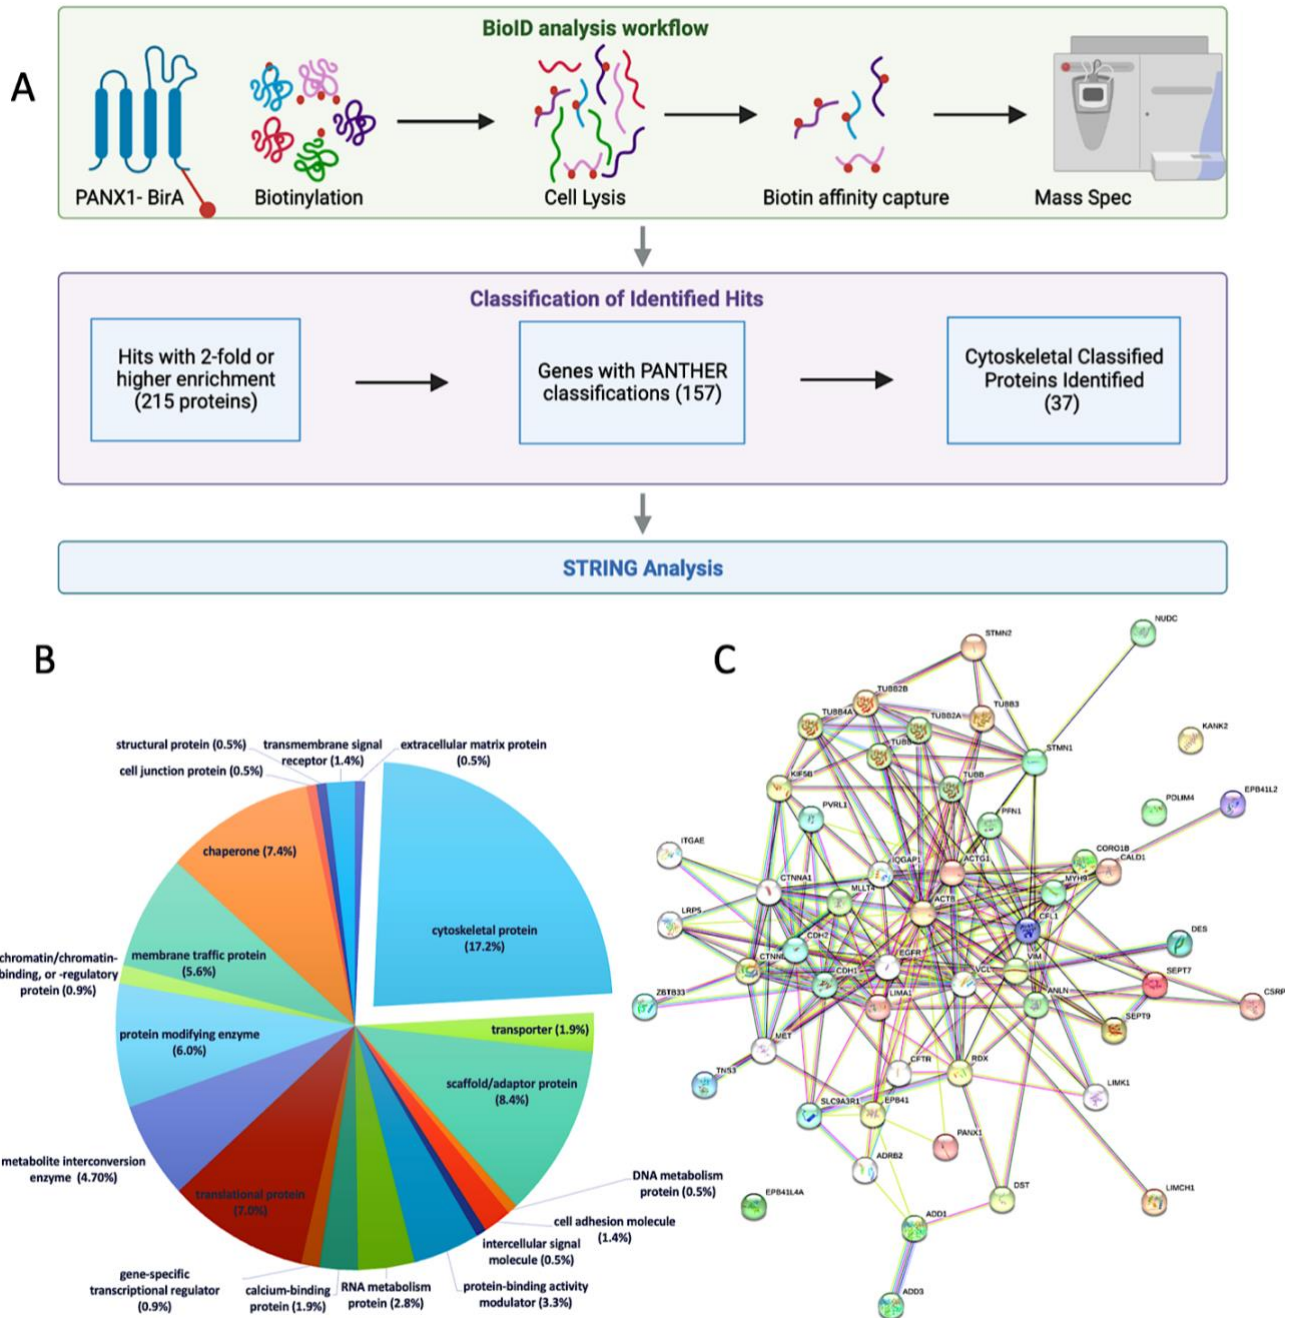 A
BioID analysis workflow
PANX1- BirA
Biotinylation
Cell Lysis
Biotin affinity capture
Mass Spec
Classification of Identified Hits
Hits with 2-fold or
higher enrichment
(215 proteins)
Genes with PANTHER
classifications (157)
Cytoskeletal Classified
Proteins Identified
(37)
STRING Analysis
B
structural protein (0.5%)
cell junction protein (0.5%)
transmembrane signal
receptor (1.4%)
extracellular matrix protein
(0.5%)
chaperone (7.4%)
cytoskeletal protein
(17.2%)
membrane traffic protein
(5.6%)
chromatin/chromatin-
binding, or -regulatory
protein (0.9%)
protein modifying enzyme
(6.0%)
transporter (1.9%)
scaffold/adaptor protein
(8.4%)
metabolite interconversion
enzyme (4.70%)
translational protein
(7.0%)
DNA metabolism
protein (0.5%)
cell adhesion molecule
(1.4%)
intercellular signal
molecule (0.5%)
gene-specific
transcriptional regulator
(0.9%)
calcium-binding
protein (1.9%)
RNA metabolism
protein (2.8%)
protein-binding activity
modulator (3.3%)
C
NUDC
STMN2
TUBB2B
TUBB4A
TUBB2A
TUBB3
KANK2
STMN1
KIF5B
TUBB
EPB41L2
PDLIM4
PVRL1
PFN1
ITGAE
IQGAP1
ACTG1
CORO1B
CALD1
CTNNA1
MLLT4
MYH9
ACTB
LRP5
CFL1
CDH2
DES
EGFR
VIM
CDH1
VCL
SEPT7
ZBTB33
LIMA1
ANLN
CSRP
SEPT9
MET
CFTR
RDX
TNS3
LIMK1
SLC9A3R1
EPB41
PANX1
ADRB2
EPB41L4A
DST
LIMCH1
ADD1
ADD3